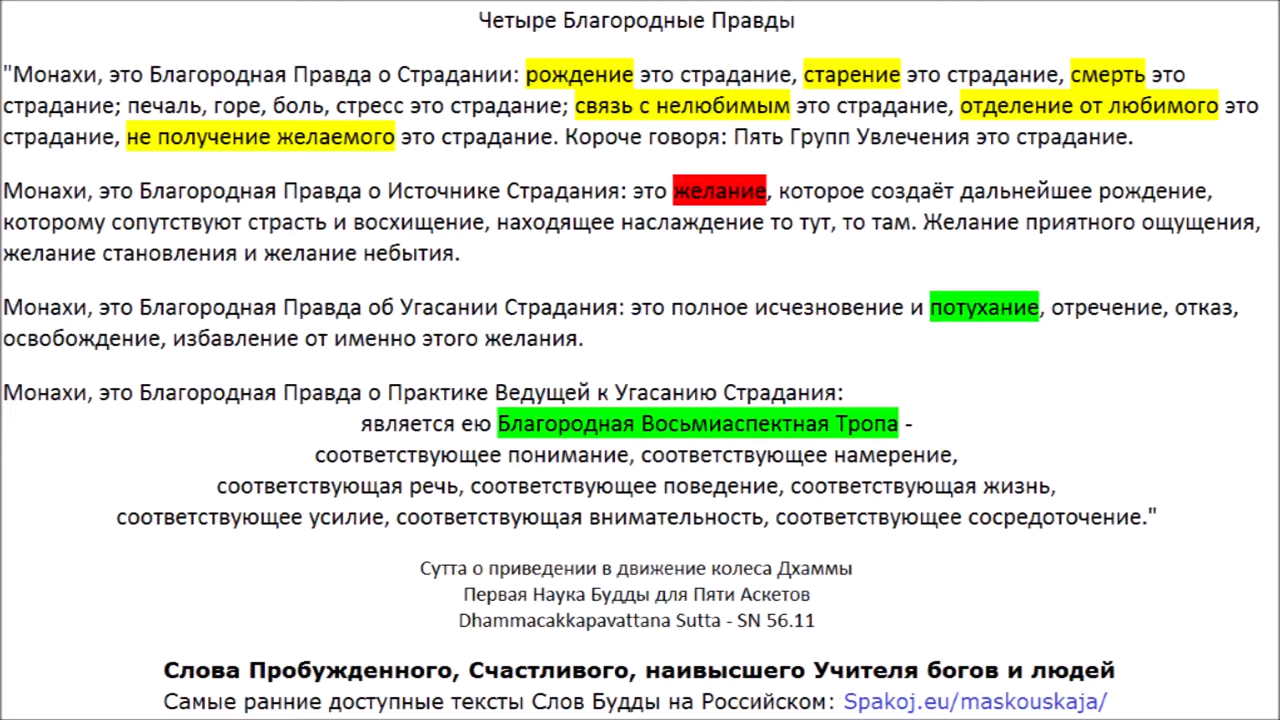 Четыре Благородные Правды
"Монахи, это Благородная Правда о Страдании: рождение это страдание, старение это страдание, смерть это
страдание; печаль, горе, боль, стресс это страдание; связь с нелюбимым это страдание, отделение от любимого это
страдание, не получение желаемого это страдание. Короче говоря: Пять Групп Увлечения это страдание.
Монахи, это Благородная Правда о Источнике Страдания: это желание, которое создаёт дальнейшее рождение,
которому сопутствуют страсть и восхищение, находящее наслаждение то тут, то там. Желание приятного ощущения,
желание становления и желание небытия.
Монахи, это Благородная Правда об Угасании Страдания: это полное исчезновение и потухание, отречение, отказ,
освобождение, избавление от именно этого желания.
Монахи, это Благородная Правда о Практике Ведущей к Угасанию Страдания:
является ею Благородная Восьмиаспектная Тропа -
соответствующее понимание, соответствующее намерение,
соответствующая речь, соответствующее поведение, соответствующая жизнь,
соответствующее усилие, соответствующая внимательность, соответствующее сосредоточение."
Сутта о приведении в движение колеса Дхаммы
Первая Наука Будды для Пяти Аскетов
Dhammacakkapavattana Sutta - SN 56.11
Слова Пробужденного, Счастливого, наивысшего Учителя богов и людей
Самые ранние доступные тексты Слов Будды на Российском: Spakoj.eu/maskouskaja/